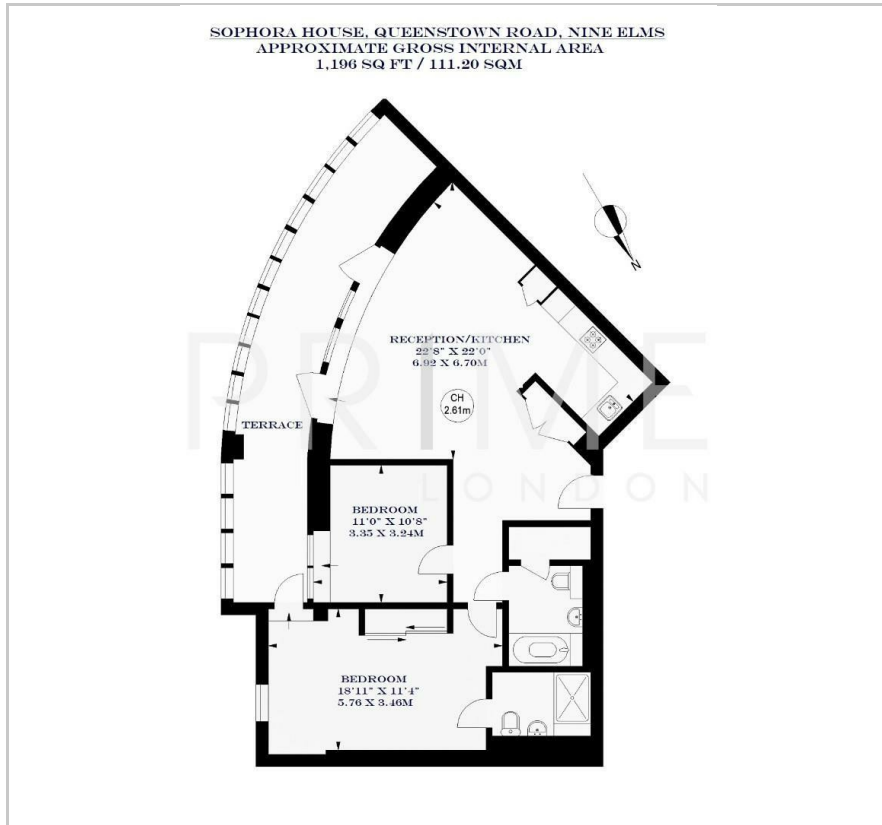 SOPHORA HOUSE, QUEENSTOWN ROAD, NINE ELMS
APPROXIMATE GROSS INTERNAL AREA
1,196 SQ FT / 111.20 SQM
N
RECEPTION/KITCHEN
22'8" X 22'0"
6.92 X 6.70M
CH
2.61m
PRIME
LONDON
TERRACE
BEDROOM
11'0" X 10'8"
3.35 X 3.24M
BEDROOM
18'11" X 11'4"
5.76 X 3.46M